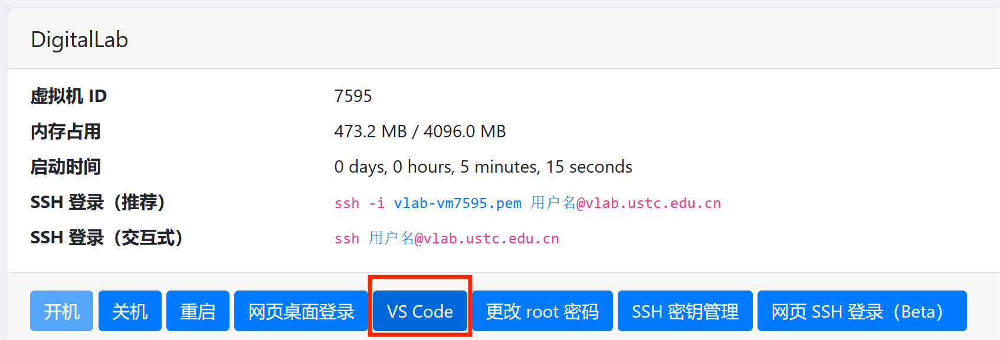 DigitalLab
虚拟机 ID 7595
内存占用 473.2 MB / 4096.0 MB
启动时间 0 days, 0 hours, 5 minutes, 15 seconds
SSH 登录（推荐） ssh -i vlab-vm7595.pem 用户名@vlab.ustc.edu.cn
SSH 登录（交互式） ssh 用户名@vlab.ustc.edu.cn
开机 关机 重启 网页桌面登录 VS Code 更改 root 密码 SSH 密钥管理 网页 SSH 登录（Beta）